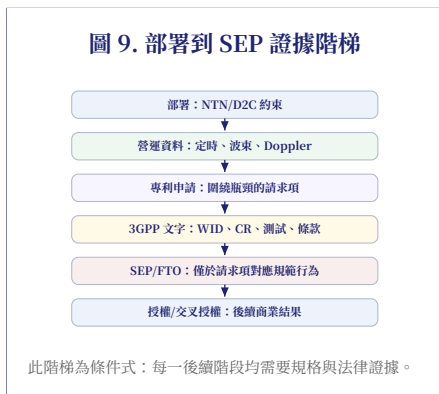 圖 9. 部署到 SEP 證據階梯
部署：NTN/D2C 約束
營運資料：定時、波束、Doppler
專利申請：圍繞瓶頸的請求項
3GPP 文字：WID、CR、測試、條款
SEP/FTO：僅於請求項對應規範行為
授權/交叉授權：後續商業結果
此階梯為條件式：每一後續階段均需要規格與法律證據。